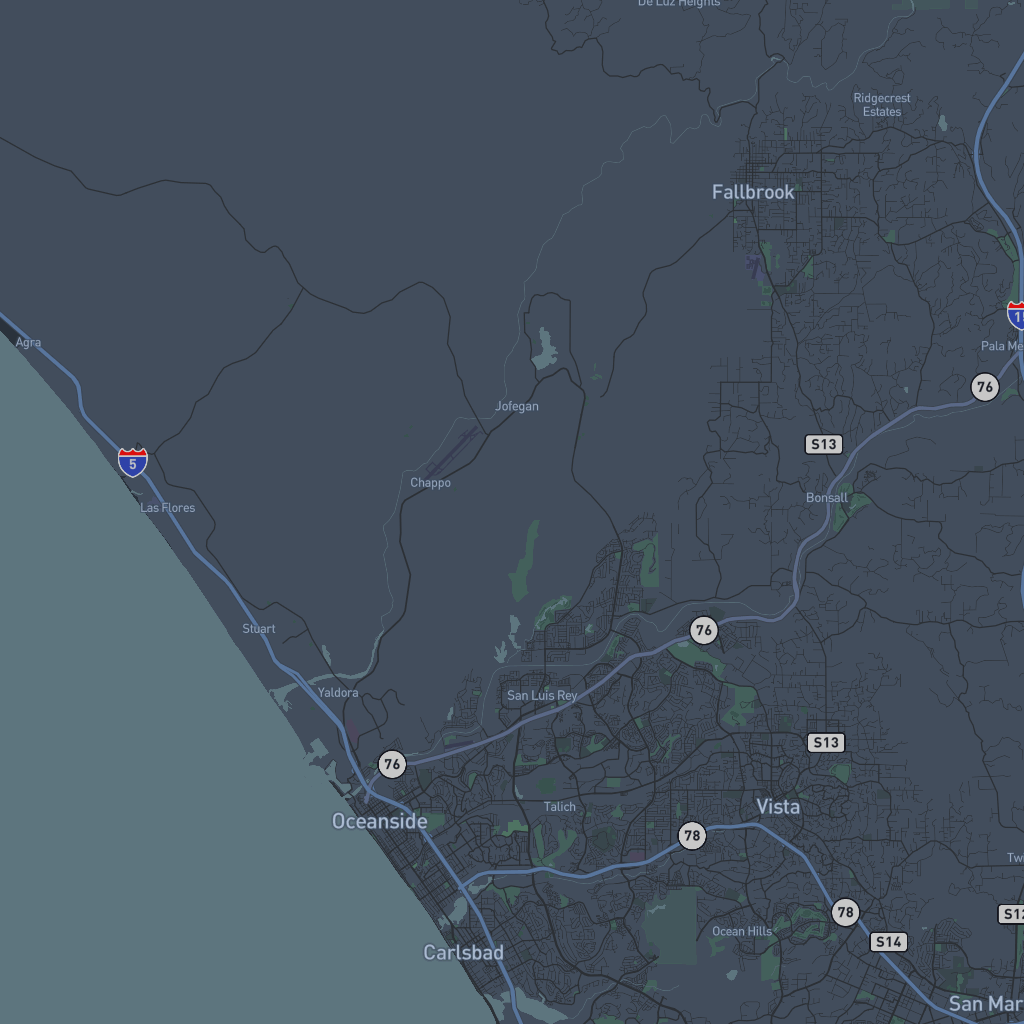 De Luz Heights
Ridgecrest
Estates
Fallbrook
15
Agra
Pala Me
76
Jofegan
S13
5
Chappo
Bonsall
Las Flores
Stuart
76
Yaldora
San Luis Rey
S13
76
Talich
Vista
Oceanside
78
Twi
78
S12
Ocean Hills
S14
Carlsbad
San Mar